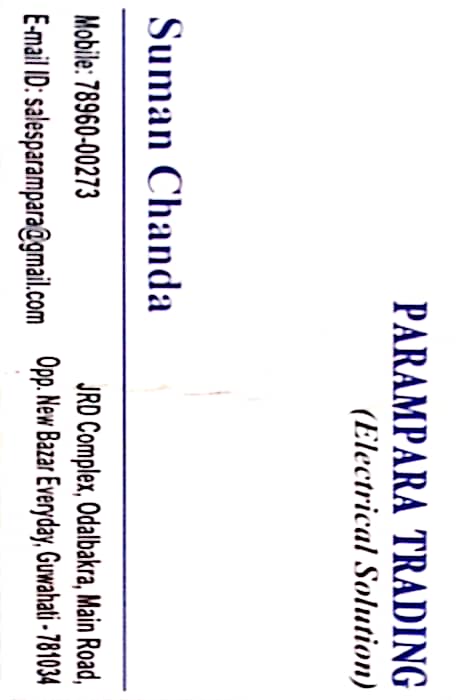 PARAMPARA TRADING
(Electrical Solution)
Suman Chanda
Mobile: 78960-00273
E-mail ID: salesparampara@gmail.com
JRD Complex, Odalbakra, Main Road,
Opp. New Bazar Everyday, Guwahati - 781034